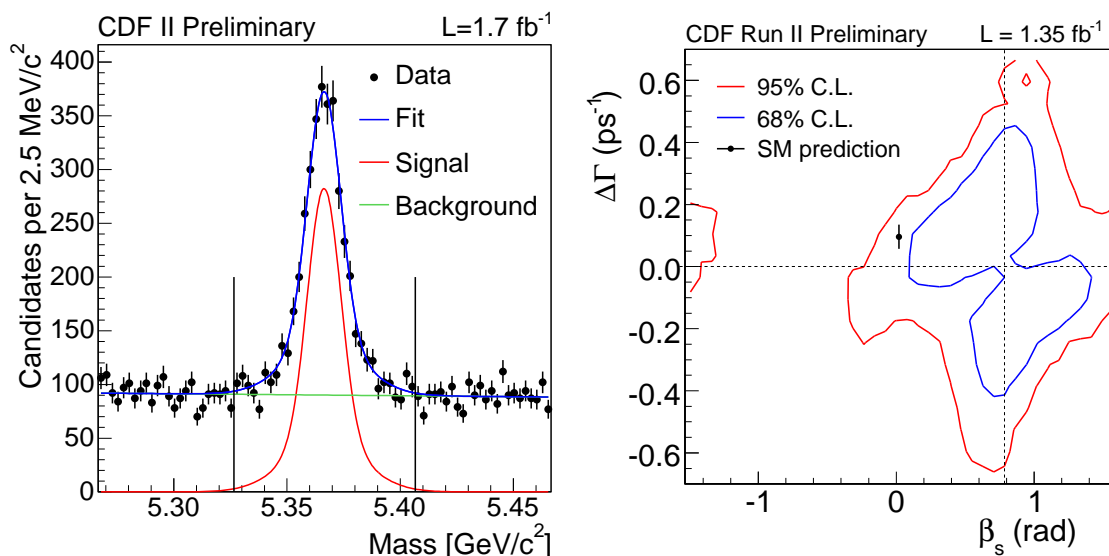 CDF II Preliminary L=1.7 fb⁻¹
Candidates per 2.5 MeV/c²
400
350
300
250
200
150
100
50
0
Data
Fit
Signal
Background
5.30 5.35 5.40 5.45
Mass [GeV/c²]
CDF Run II Preliminary L = 1.35 fb⁻¹
ΔΓ (ps⁻¹)
0.6
0.4
0.2
0.0
-0.2
-0.4
-0.6
95% C.L.
68% C.L.
SM prediction
-1 0 1
βₛ (rad)